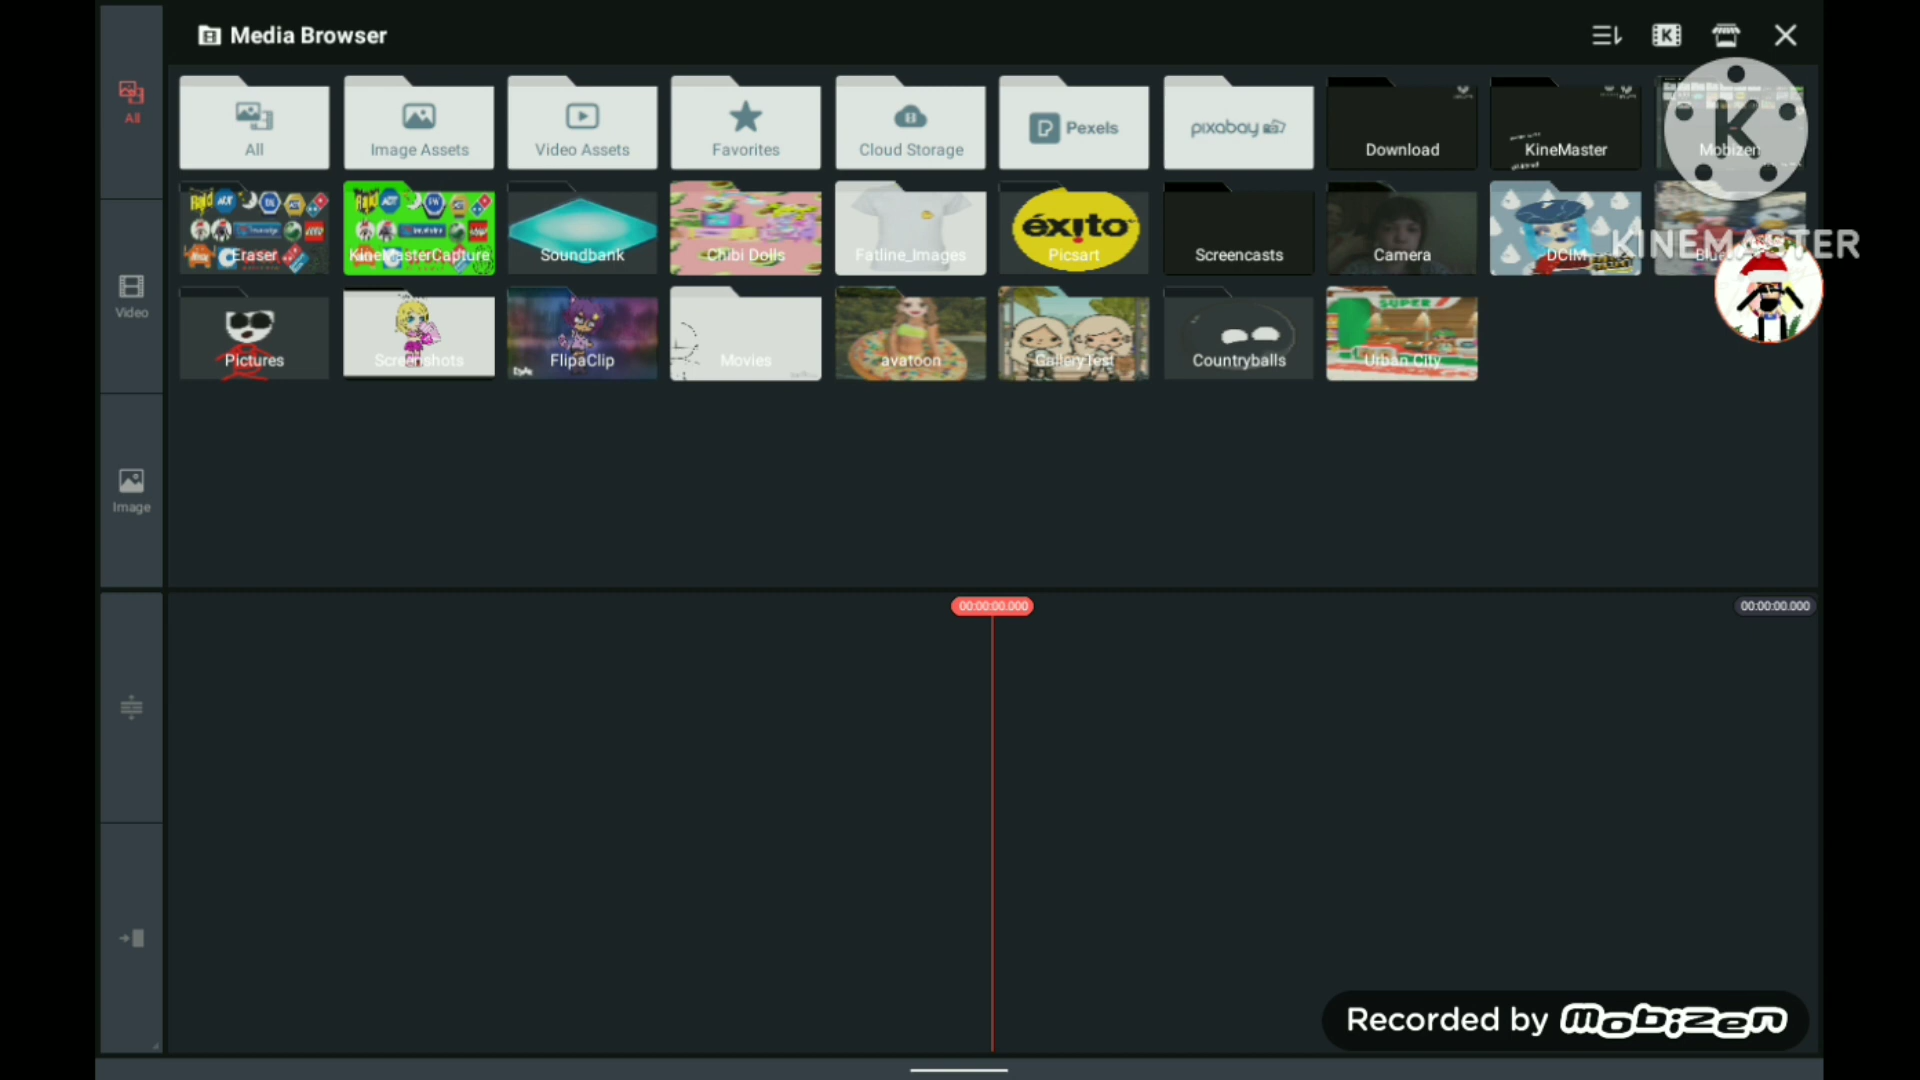 Media Browser
All
All
Image Assets
Video Assets
Favorites
Cloud Storage
Pexels
pixabay
Download
KineMaster
Mobizen
K
Eraser
KineMasterCapture
Soundbank
Chibi Dolls
Fatline_Images
éxito
Picsart
Screencasts
Camera
DCIM
KINEMASTER
Video
Pictures
Screenshots
FlipaClip
Movies
avatoon
GalleryTest
Countryballs
SUPER
Urban City
Image
00:00:00.000
00:00:00.000
Recorded by mobizen